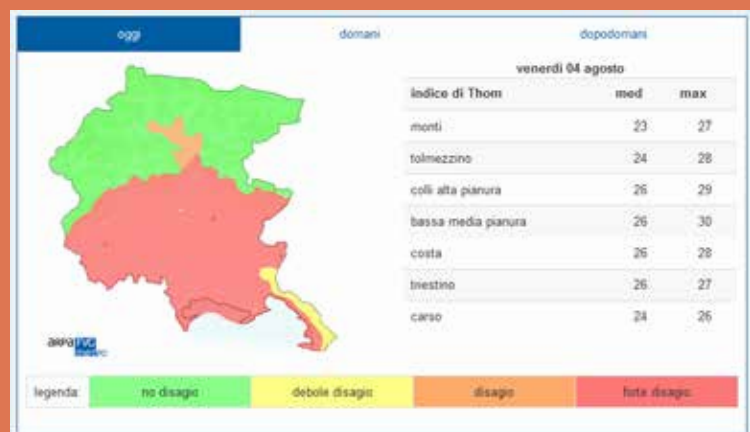 oggi domani dopodomani
venerdì 04 agosto
indice di Thom med max
monti 23 27
tolmezzino 24 28
colli alta pianura 26 29
bassa media pianura 26 30
costa 26 28
triestino 26 27
carso 24 26
arpa FVG
legenda: no disagio debole disagio disagio forte disagio